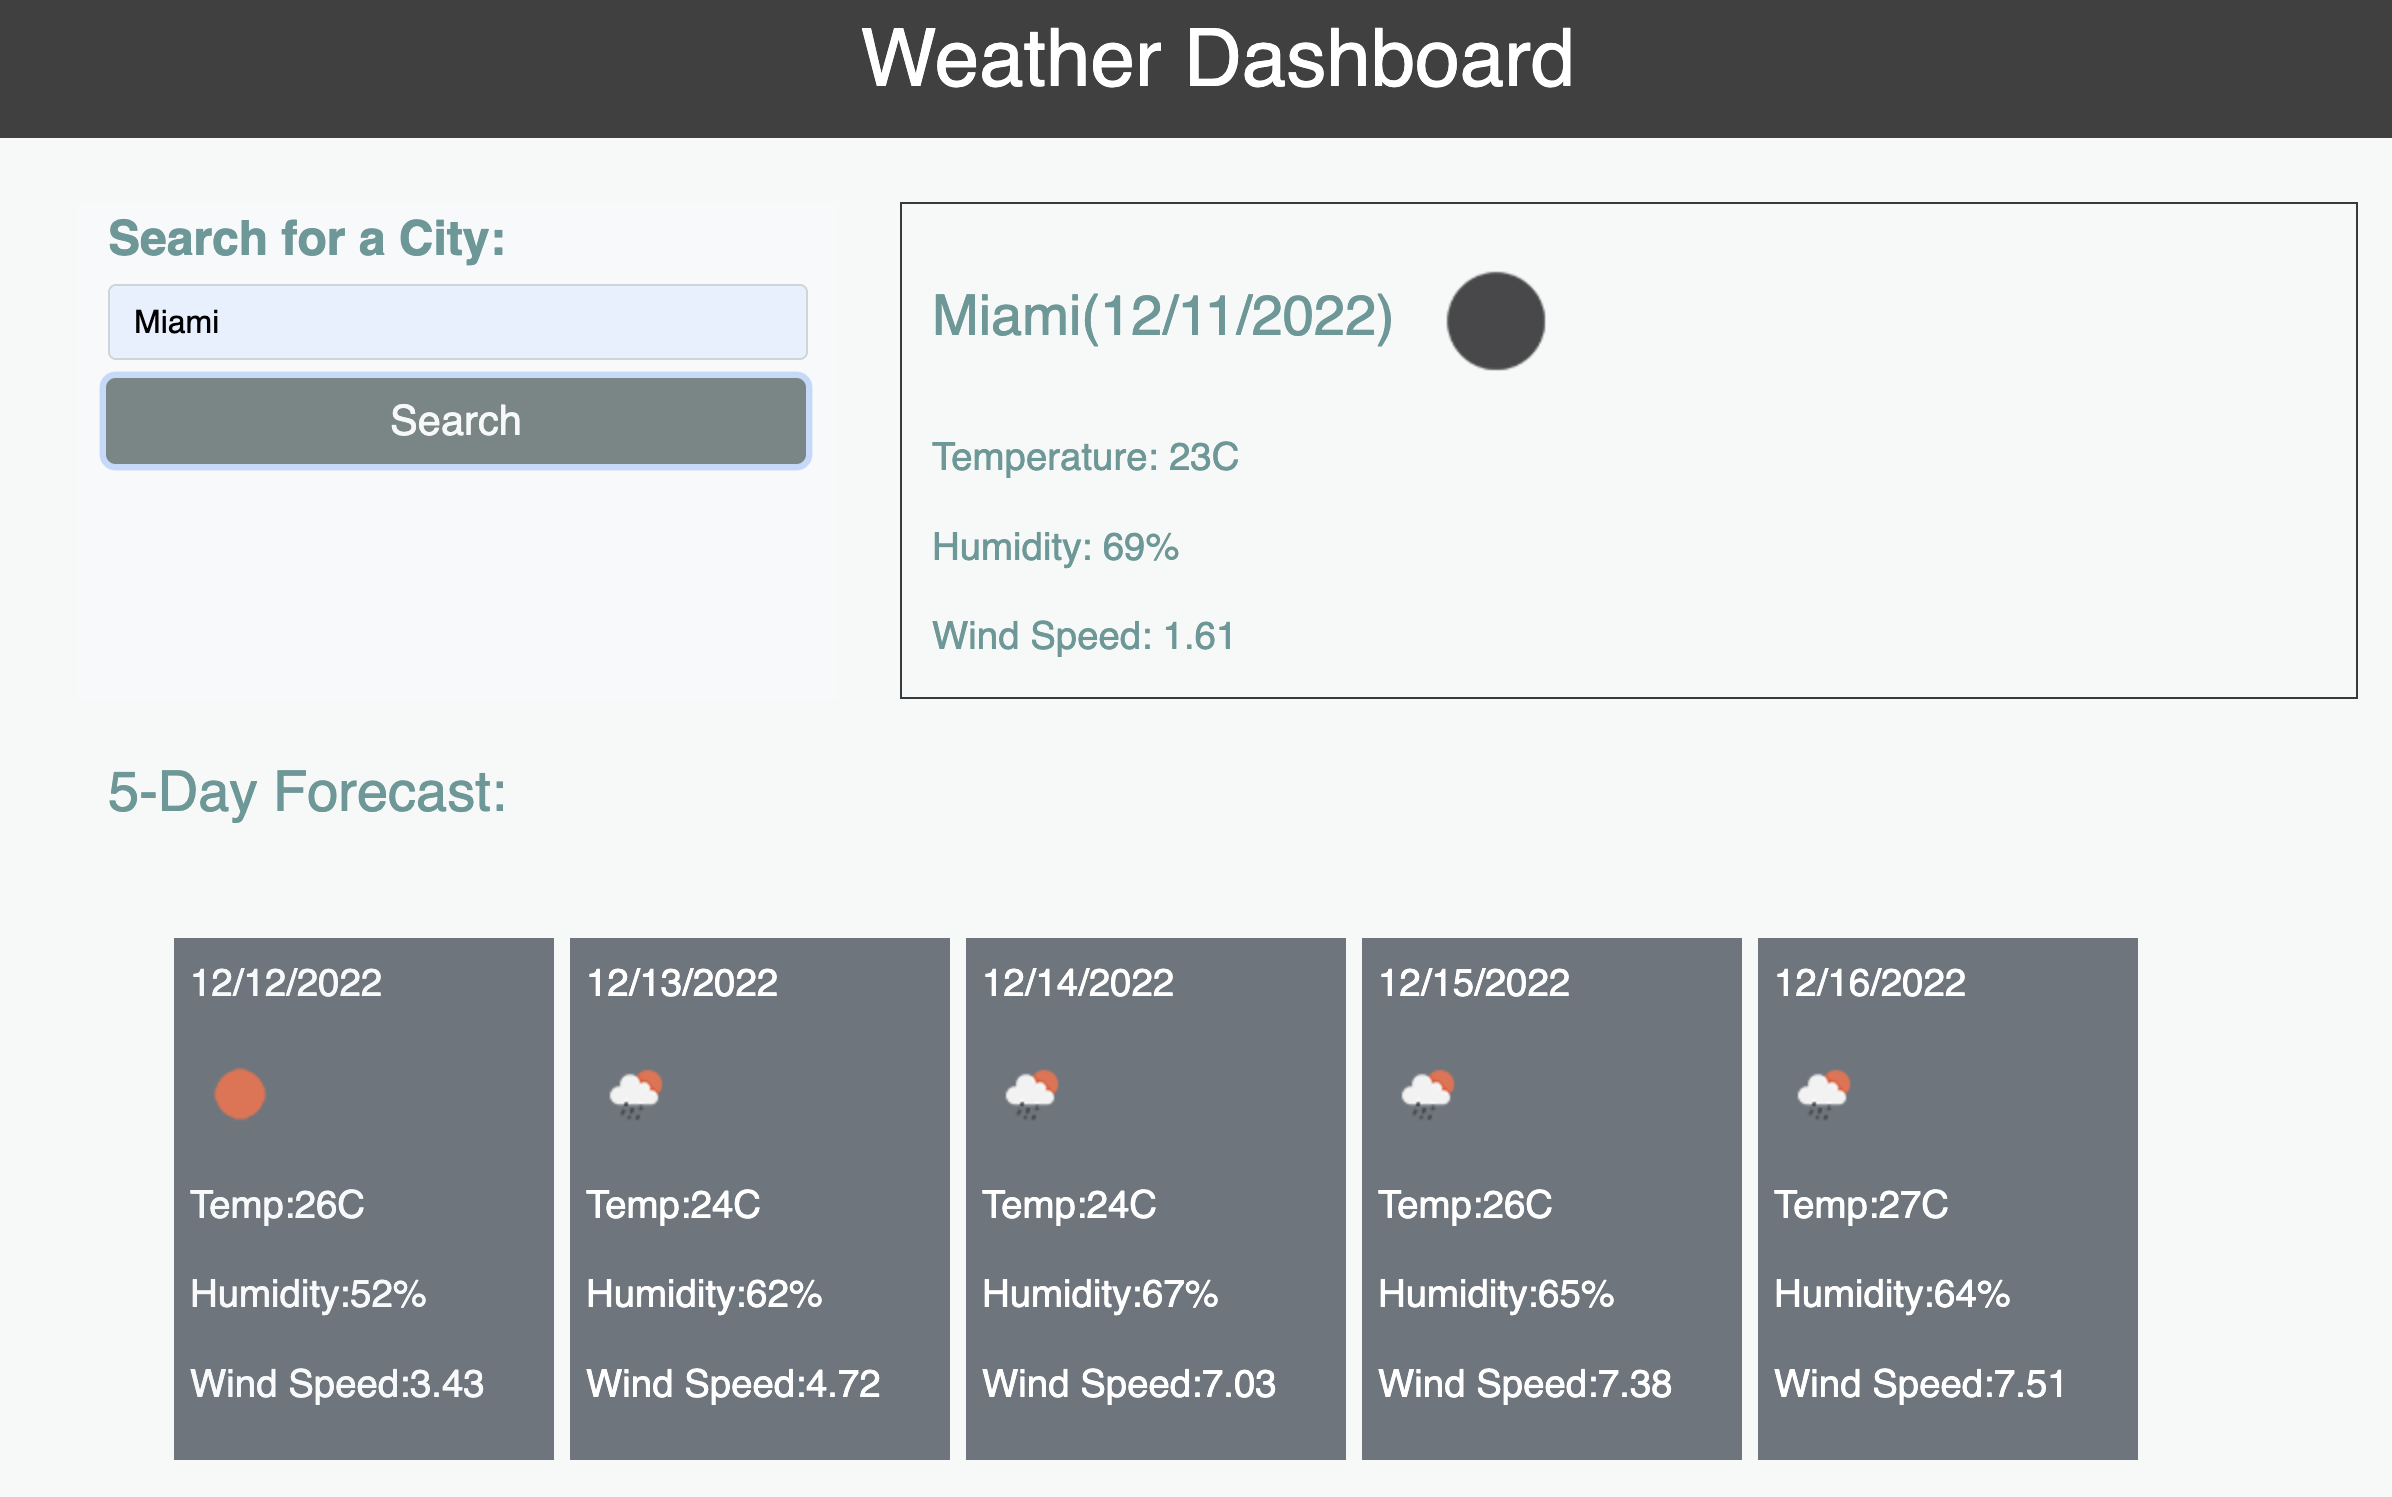 Weather Dashboard
Search for a City:
Miami
Search
Miami(12/11/2022)
Temperature: 23C
Humidity: 69%
Wind Speed: 1.61
5-Day Forecast:
12/12/2022
Temp:26C
Humidity:52%
Wind Speed:3.43
12/13/2022
Temp:24C
Humidity:62%
Wind Speed:4.72
12/14/2022
Temp:24C
Humidity:67%
Wind Speed:7.03
12/15/2022
Temp:26C
Humidity:65%
Wind Speed:7.38
12/16/2022
Temp:27C
Humidity:64%
Wind Speed:7.51